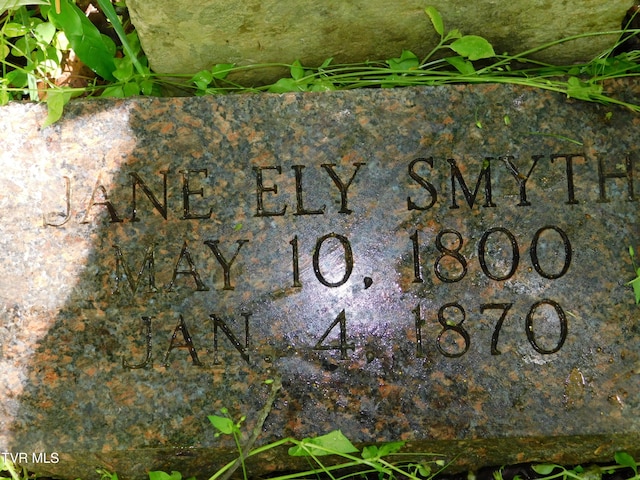 JANE ELY SMYTH
MAY 10, 1800
JAN. 4, 1870
TVR MLS